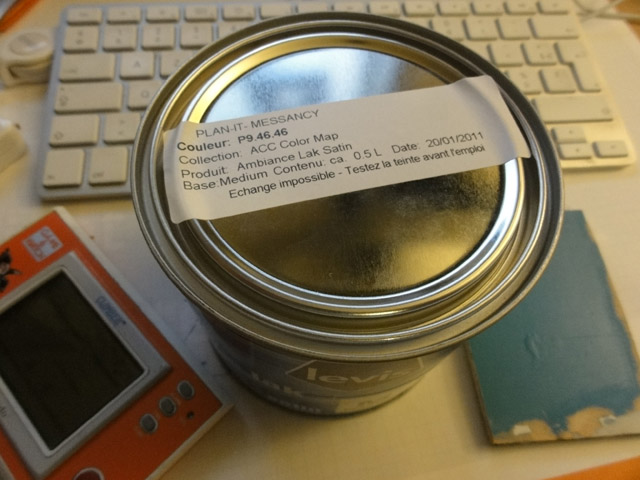 PLAN-IT- MESSANCY
Couleur: P9.46.46
Collection: ACC Color Map
Produit: Ambiance Lak Satin
Base:Medium Contenu: ca. 0.5 L Date: 20/01/2011
Echange impossible - Testez la teinte avant l'emploi
levis
lak